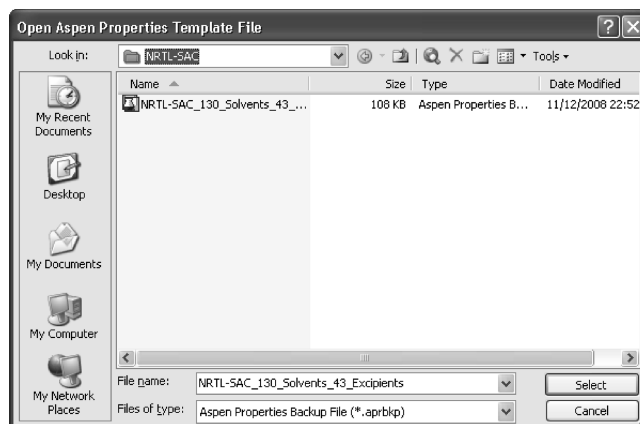 Open Aspen Properties Template File
Look in:
NRTL-SAC
Tools
Name
Size
Type
Date Modified
NRTL-SAC_130_Solvents_43_...
108 KB
Aspen Properties B...
11/12/2008 22:52
My Recent
Documents
Desktop
My Documents
My Computer
My Network
Places
File name:
NRTL-SAC_130_Solvents_43_Excipients
Select
Files of type:
Aspen Properties Backup File (*.aprbkp)
Cancel